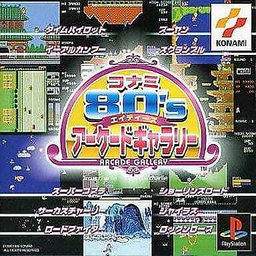 タイムパイロット
プーヤン
イーアルカンフー
スクランブル
KONAMI
コナミ
80's
エイティーズ
アーケードギャラリー
ARCADE GALLERY
TM
スーパーコブラ
ショーリンズロード
サーカスチャーリー
ジャイラス
ロードファイター
ロックンロープ
PlayStation